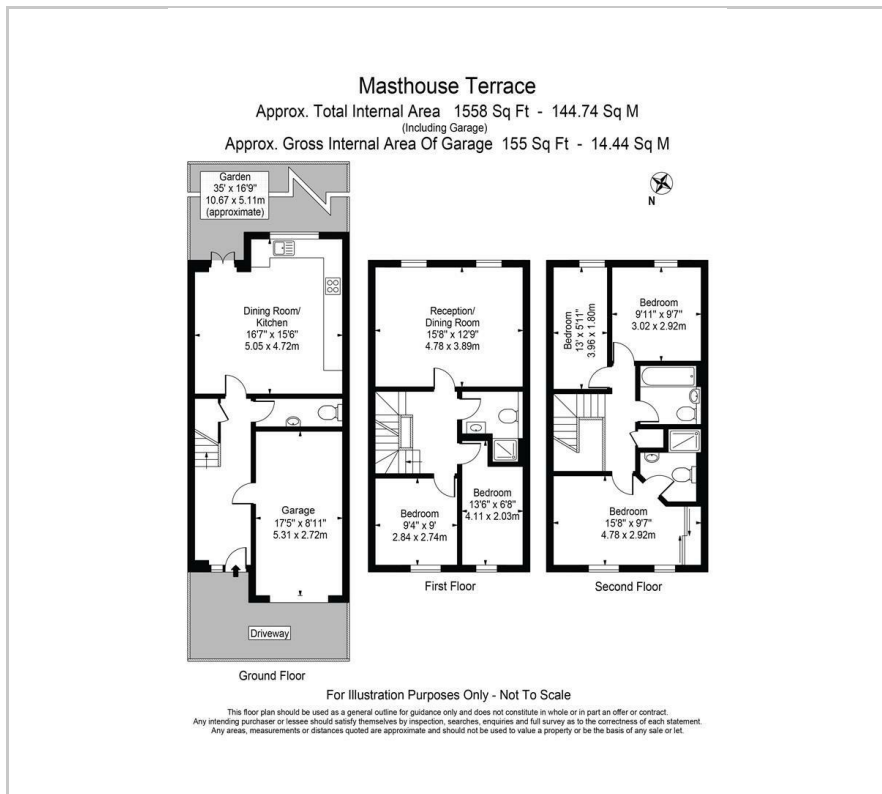 Masthouse Terrace
Approx. Total Internal Area 1558 Sq Ft - 144.74 Sq M
(Including Garage)
Approx. Gross Internal Area Of Garage 155 Sq Ft - 14.44 Sq M
Garden
35' x 16'9"
10.67 x 5.11m
(approximate)
N
Dining Room/
Kitchen
16'7" x 15'6"
5.05 x 4.72m
Garage
17'5" x 8'11"
5.31 x 2.72m
Driveway
Ground Floor
Reception/
Dining Room
15'8" x 12'9"
4.78 x 3.89m
Bedroom
9'4" x 9'
2.84 x 2.74m
Bedroom
13'6" x 6'8"
4.11 x 2.03m
First Floor
Bedroom
13' x 5'11"
3.96 x 1.80m
Bedroom
9'11" x 9'7"
3.02 x 2.92m
Bedroom
15'8" x 9'7"
4.78 x 2.92m
Second Floor
For Illustration Purposes Only - Not To Scale
This floor plan should be used as a general outline for guidance only and does not constitute in whole or in part an offer or contract.
Any intending purchaser or lessee should satisfy themselves by inspection, searches, enquiries and full survey as to the correctness of each statement.
Any areas, measurements or distances quoted are approximate and should not be used to value a property or be the basis of any sale or let.